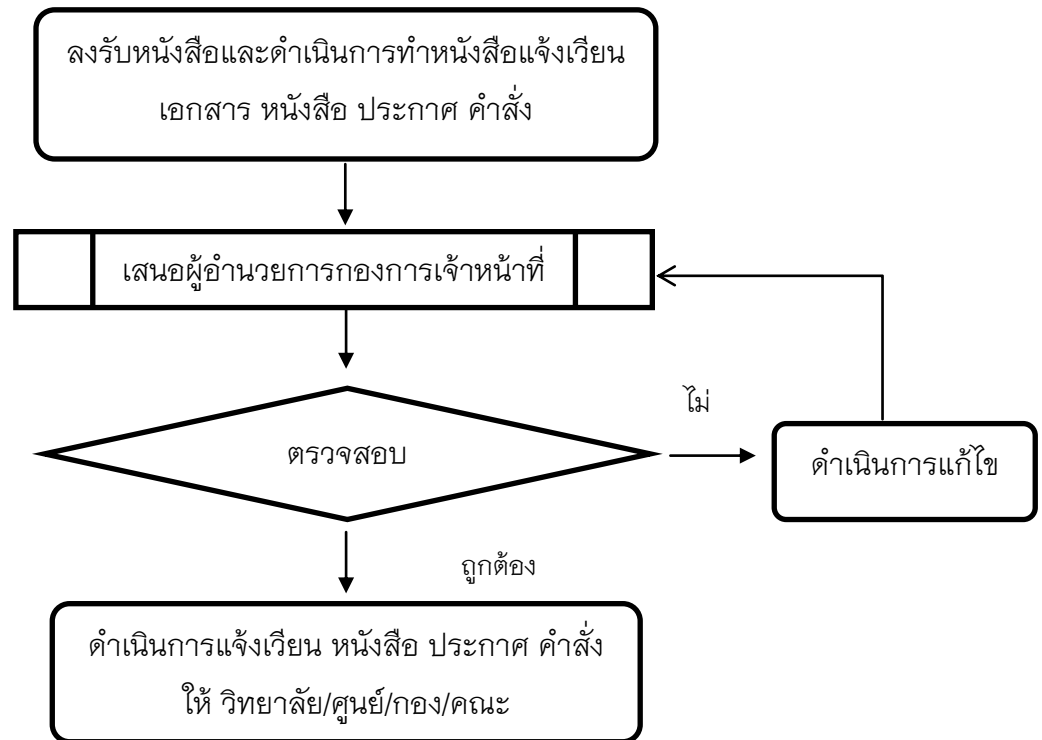 ลงรับหนังสือและดำเนินการทำหนังสือแจ้งเวียน
เอกสาร หนังสือ ประกาศ คำสั่ง
เสนอผู้อำนวยการกองการเจ้าหน้าที่
ตรวจสอบ
ไม่
ดำเนินการแก้ไข
ถูกต้อง
ดำเนินการแจ้งเวียน หนังสือ ประกาศ คำสั่ง
ให้ วิทยาลัย/ศูนย์/กอง/คณะ